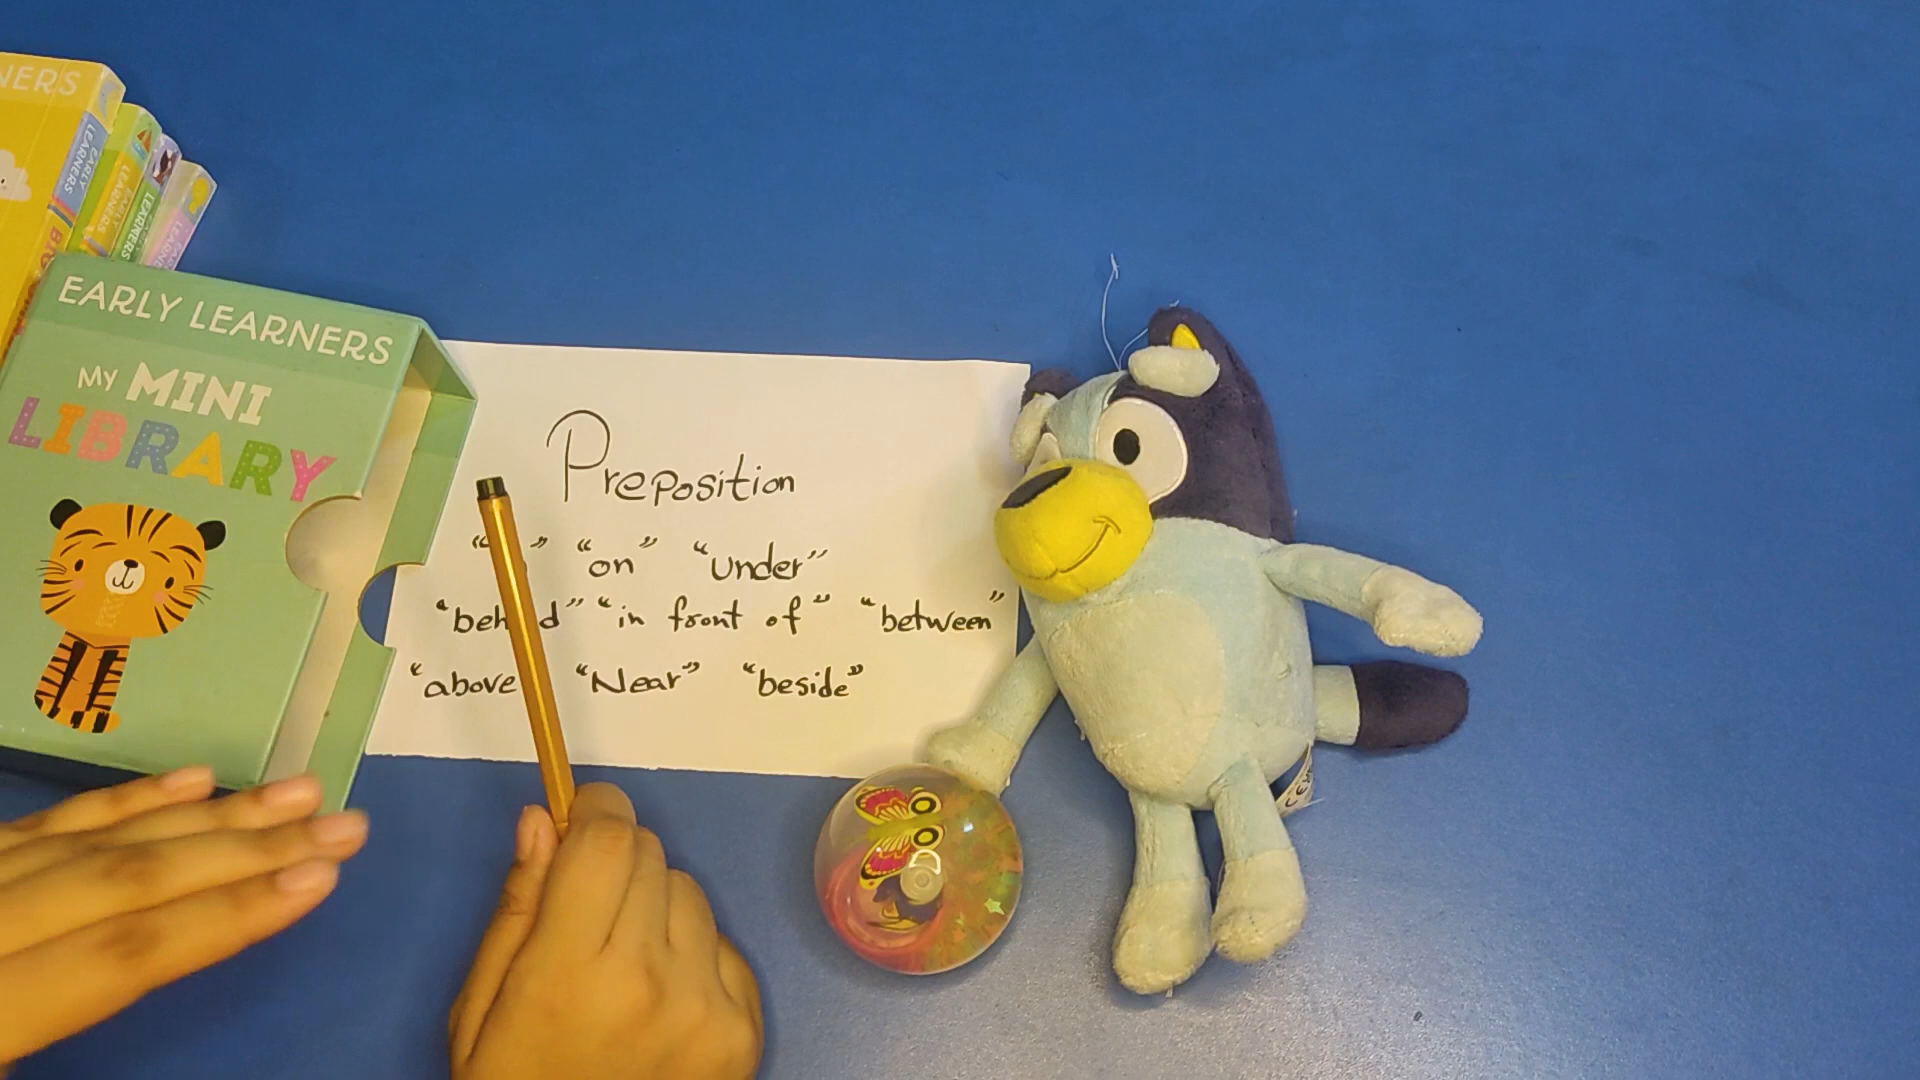 EARLY LEARNERS
EARLY LEARNERS
LEARNERS
EARLY LEARNERS
MY MINI
LIBRARY
Preposition
"on" "under"
"in front of" "between"
"above "Near" "beside"